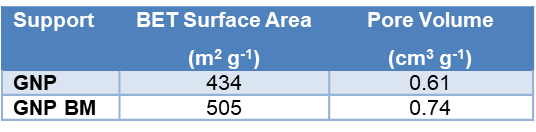 Support BET Surface Area Pore Volume
(m² g⁻¹) (cm³ g⁻¹)
GNP 434 0.61
GNP BM 505 0.74